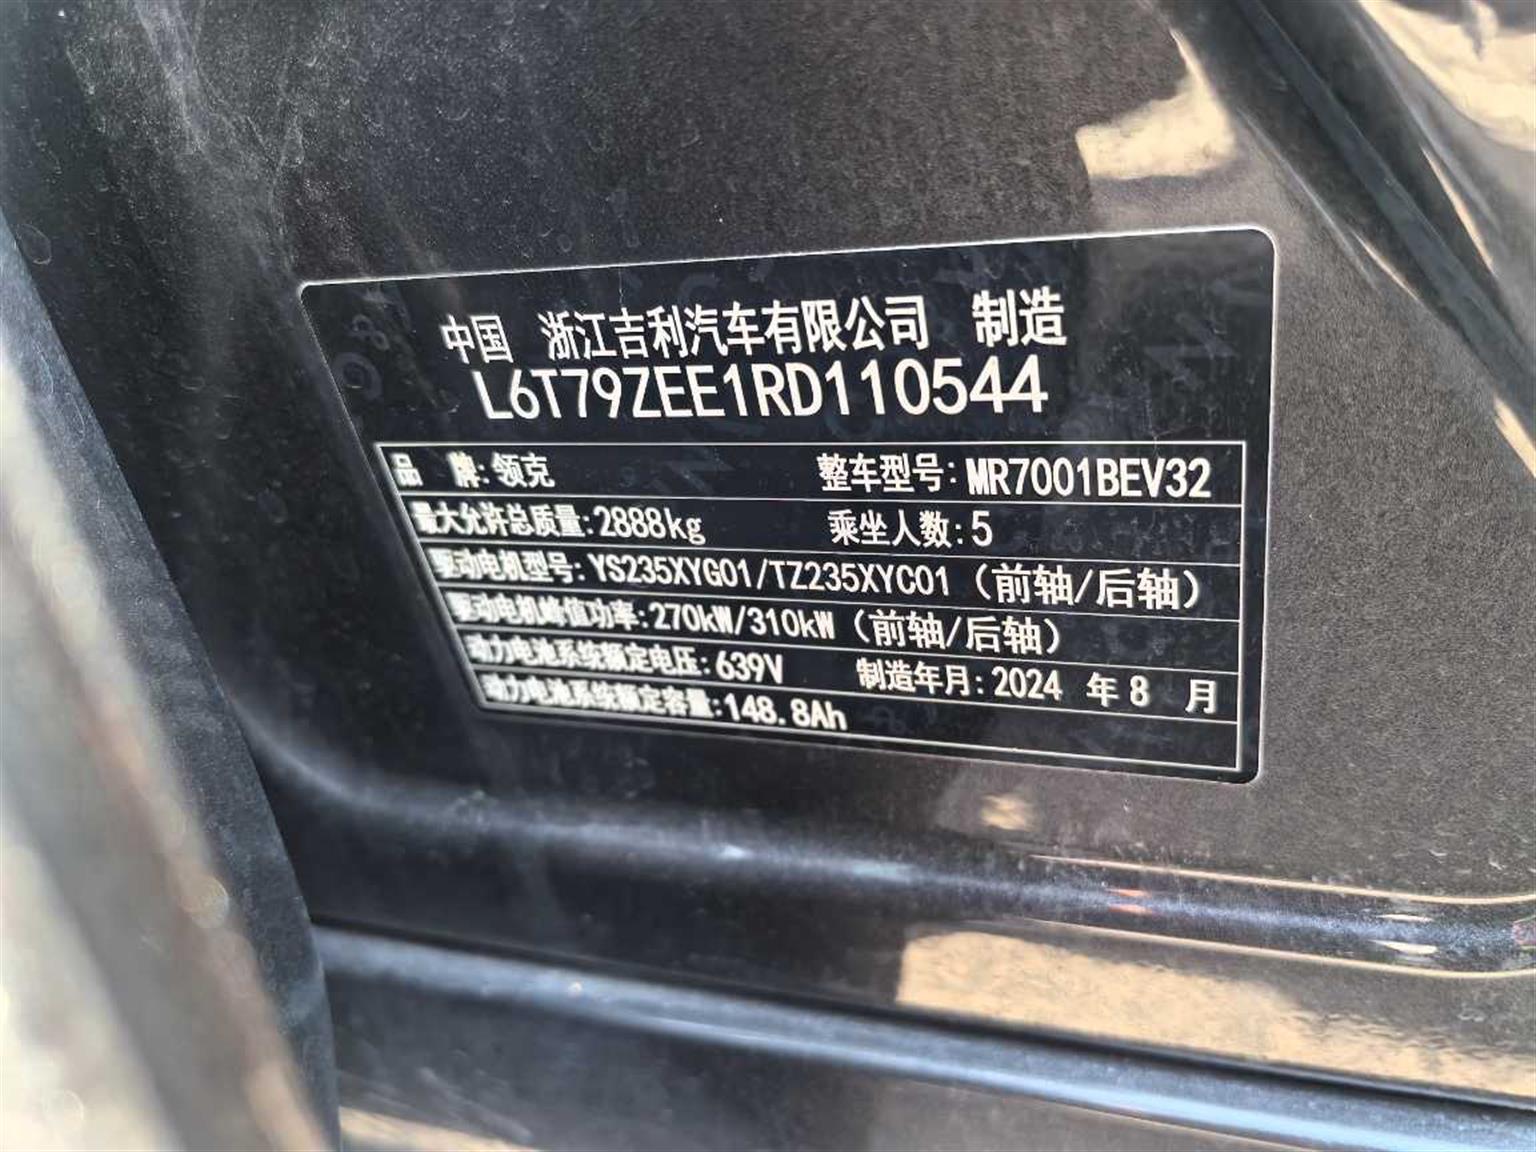 中国 浙江吉利汽车有限公司 制造
L6T79ZEE1RD110544
品 牌:领克 整车型号:MR7001BEV32
最大允许总质量:2888kg 乘坐人数:5
驱动电机型号:YS235XYG01/TZ235XYC01(前轴/后轴)
驱动电机峰值功率:270kW/310kW(前轴/后轴)
动力电池系统额定电压:639V 制造年月:2024 年 8 月
动力电池系统额定容量:148.8Ah